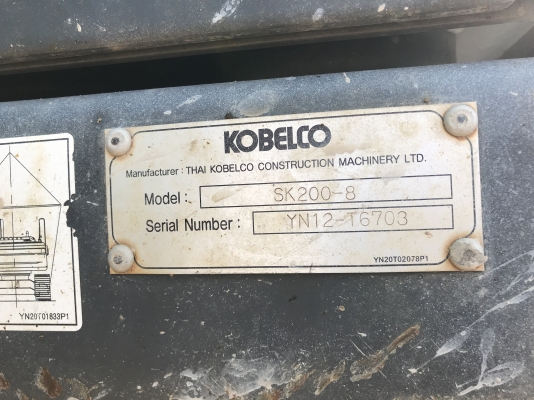 KOBELCO
Manufacturer : THAI KOBELCO CONSTRUCTION MACHINERY LTD.
Model : SK200-8
Serial Number : YN12-T6703
YN20T02078P1
YN20T01833P1